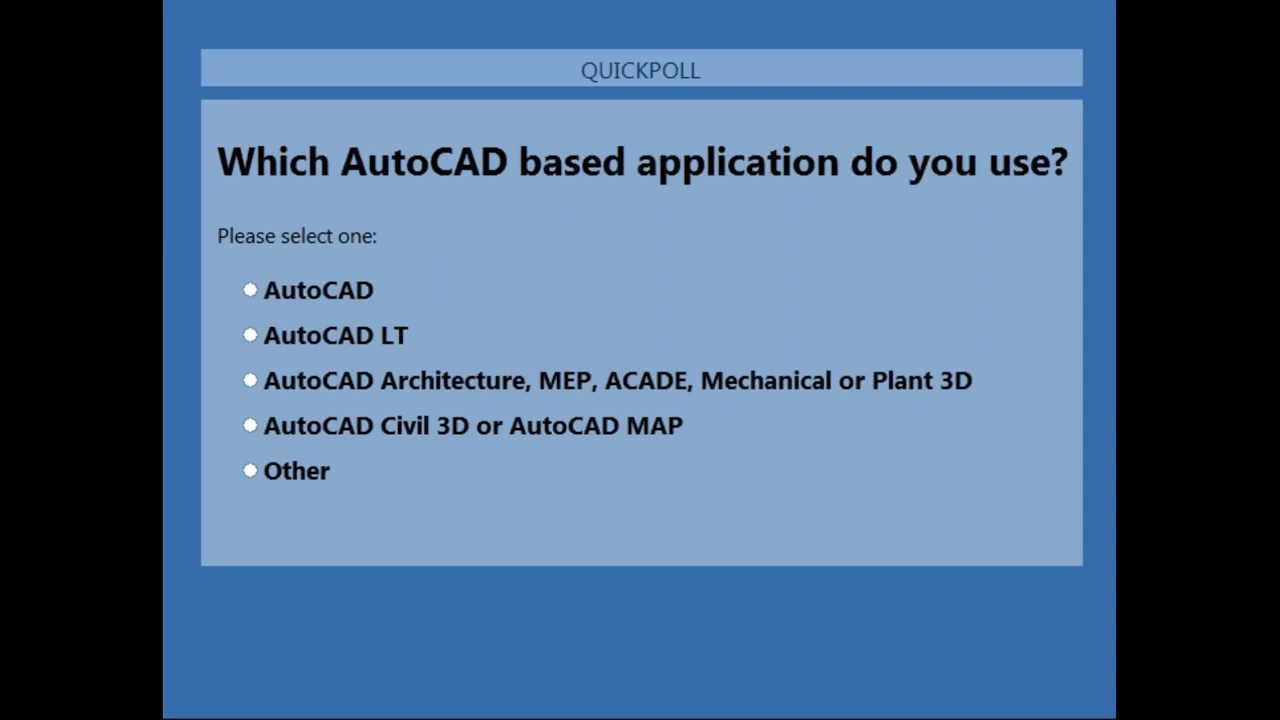 QUICKPOLL
Which AutoCAD based application do you use?
Please select one:
AutoCAD
AutoCAD LT
AutoCAD Architecture, MEP, ACADE, Mechanical or Plant 3D
AutoCAD Civil 3D or AutoCAD MAP
Other